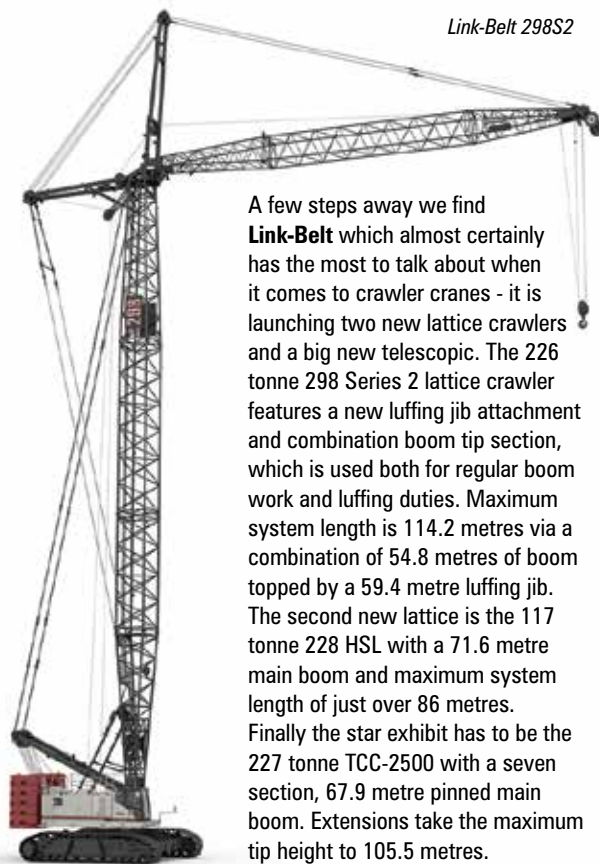 Link-Belt 298S2
A few steps away we find
Link-Belt which almost certainly
has the most to talk about when
it comes to crawler cranes - it is
launching two new lattice crawlers
and a big new telescopic. The 226
tonne 298 Series 2 lattice crawler
features a new luffing jib attachment
and combination boom tip section,
which is used both for regular boom
work and luffing duties. Maximum
system length is 114.2 metres via a
combination of 54.8 metres of boom
topped by a 59.4 metre luffing jib.
The second new lattice is the 117
tonne 228 HSL with a 71.6 metre
main boom and maximum system
length of just over 86 metres.
Finally the star exhibit has to be the
227 tonne TCC-2500 with a seven
section, 67.9 metre pinned main
boom. Extensions take the maximum
tip height to 105.5 metres.
298